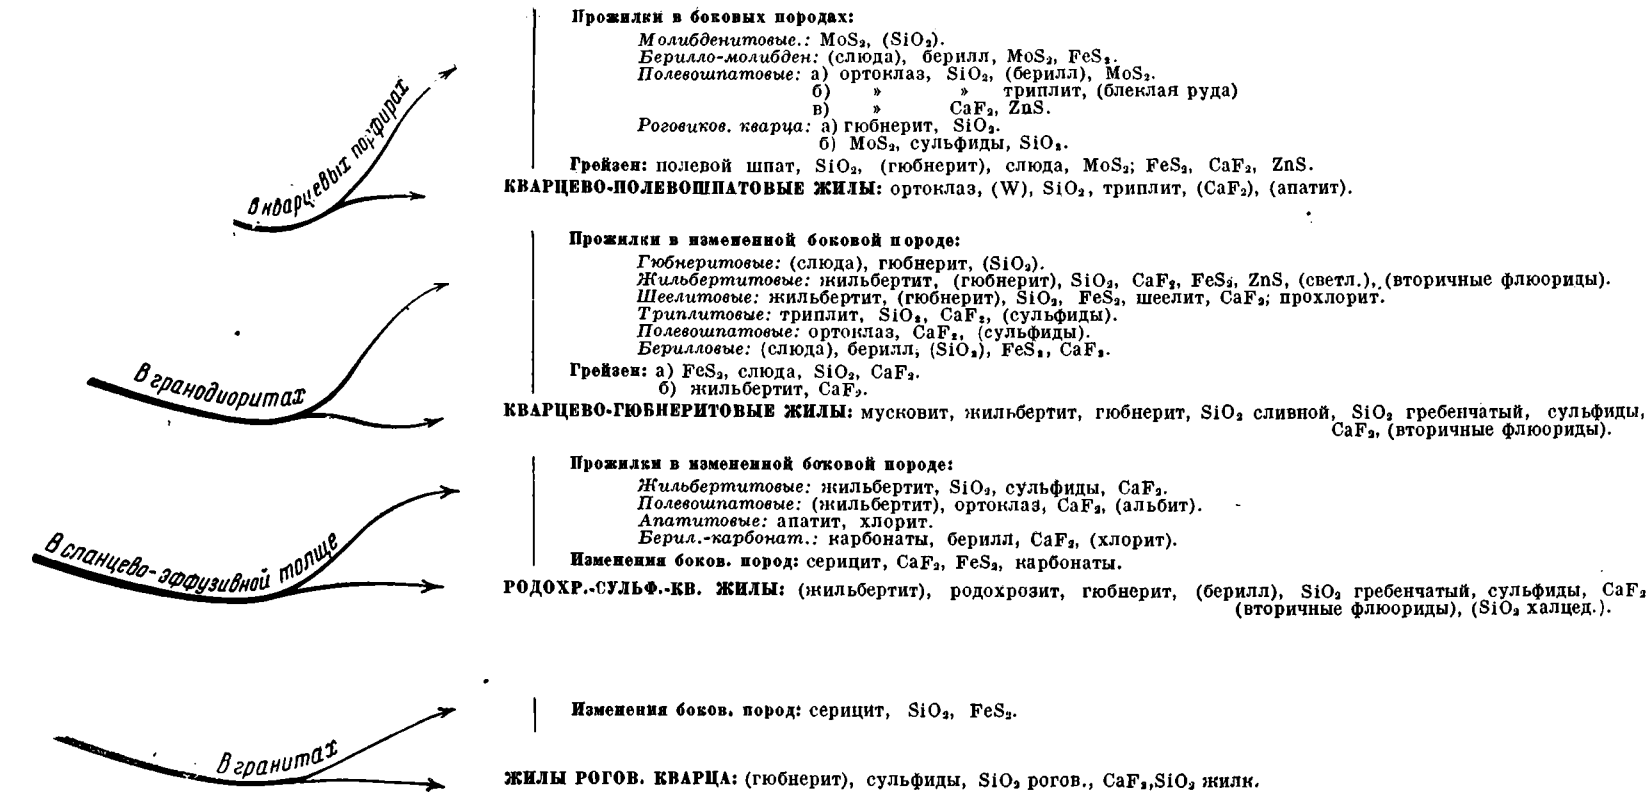 В кварцевых порфирах
Прожилки в боковых породах:
Молибденитовые.: MoS₂, (SiO₂).
Берилло-молибден: (слюда), берилл, MoS₂, FeS₂.
Полевошпатовые: а) ортоклаз, SiO₂, (берилл), MoS₂.
б) » » триплит, (блеклая руда)
в) » CaF₂, ZnS.
Роговиков. кварца: а) гюбнерит, SiO₂.
б) MoS₂, сульфиды, SiO₂.
Грейзен: полевой шпат, SiO₂, (гюбнерит), слюда, MoS₂; FeS₂, CaF₂, ZnS.
КВАРЦЕВО-ПОЛЕВОШПАТОВЫЕ ЖИЛЫ: ортоклаз, (W), SiO₂, триплит, (CaF₂), (апатит).
В гранодиоритах
Прожилки в измененной боковой породе:
Гюбнеритовые: (слюда), гюбнерит, (SiO₂).
Жильбертитовые: жильбертит, (гюбнерит), SiO₂, CaF₂, FeS₂, ZnS, (светл.), (вторичные флюориды).
Шеелитовые: жильбертит, (гюбнерит), SiO₂, FeS₂, шеелит, CaF₂; прохлорит.
Триплитовые: триплит, SiO₂, CaF₂, (сульфиды).
Полевошпатовые: ортоклаз, CaF₂, (сульфиды).
Берилловые: (слюда), берилл, (SiO₂), FeS₂, CaF₂.
Грейзен: а) FeS₂, слюда, SiO₂, CaF₂.
б) жильбертит, CaF₂.
КВАРЦЕВО-ГЮБНЕРИТОВЫЕ ЖИЛЫ: мусковит, жильбертит, гюбнерит, SiO₂ сливной, SiO₂ гребенчатый, сульфиды,
CaF₂, (вторичные флюориды).
В сланцево-эффузивной толще
Прожилки в измененной боковой породе:
Жильбертитовые: жильбертит, SiO₂, сульфиды, CaF₂.
Полевошпатовые: (жильбертит), ортоклаз, CaF₂, (альбит).
Апатитовые: апатит, хлорит.
Берил.-карбонат.: карбонаты, берилл, CaF₂, (хлорит).
Изменения боков. пород: серицит, CaF₂, FeS₂, карбонаты.
РОДОХР.-СУЛЬФ.-КВ. ЖИЛЫ: (жильбертит), родохрозит, гюбнерит, (берилл), SiO₂ гребенчатый, сульфиды, CaF₂
(вторичные флюориды), (SiO₂ халцед.).
В гранитах
Изменения боков. пород: серицит, SiO₂, FeS₂.
ЖИЛЫ РОГОВ. КВАРЦА: (гюбнерит), сульфиды, SiO₂ рогов., CaF₂,SiO₂ жилк.